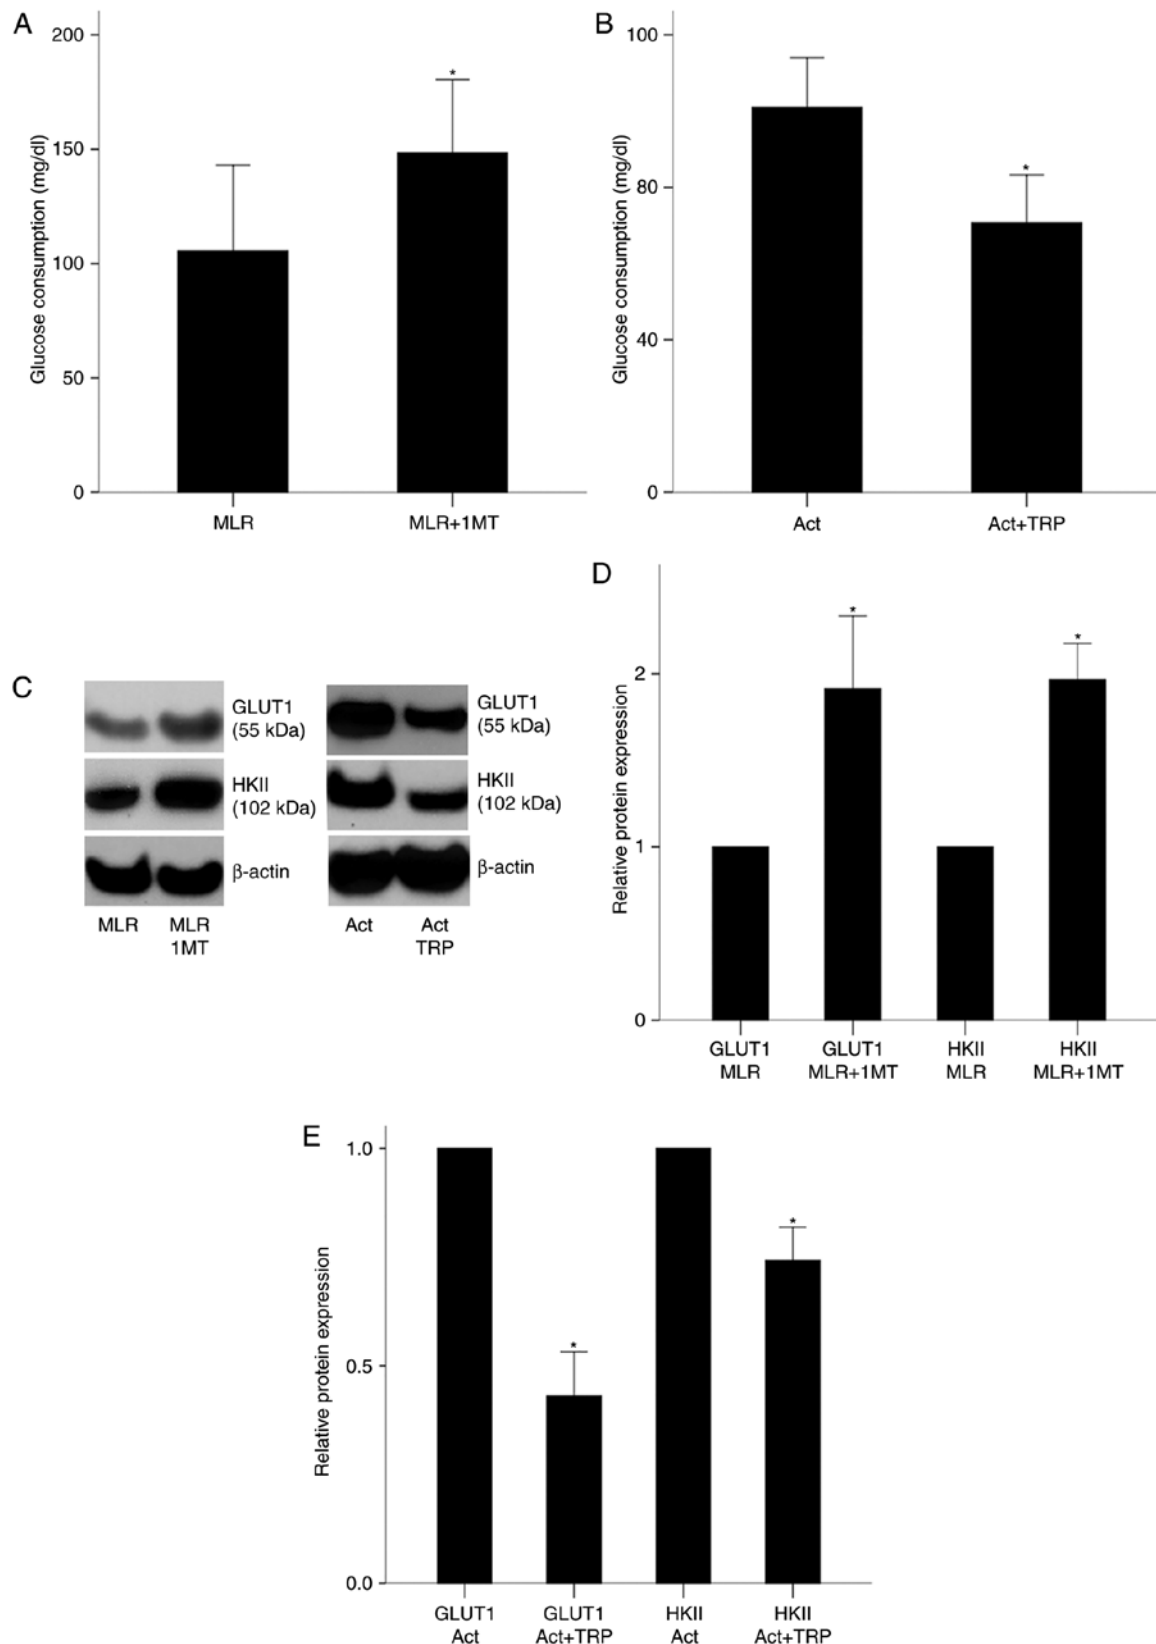 A
200
150
100
50
0
Glucose consumption (mg/dl)
*
MLR
MLR+1MT
B
100
80
40
0
Glucose consumption (mg/dl)
*
Act
Act+TRP
C
GLUT1
(55 kDa)
HKII
(102 kDa)
β-actin
MLR
MLR
1MT
GLUT1
(55 kDa)
HKII
(102 kDa)
β-actin
Act
Act
TRP
D
2
1
0
Relative protein expression
*
*
GLUT1
MLR
GLUT1
MLR+1MT
HKII
MLR
HKII
MLR+1MT
E
1.0
0.5
0.0
Relative protein expression
*
*
GLUT1
Act
GLUT1
Act+TRP
HKII
Act
HKII
Act+TRP